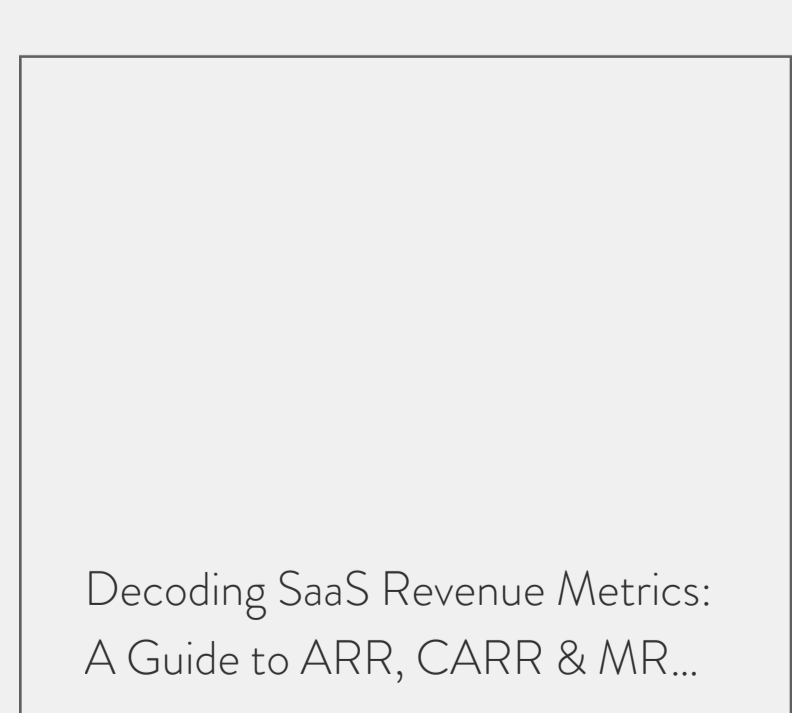 Decoding SaaS Revenue Metrics:
A Guide to ARR, CARR & MR...